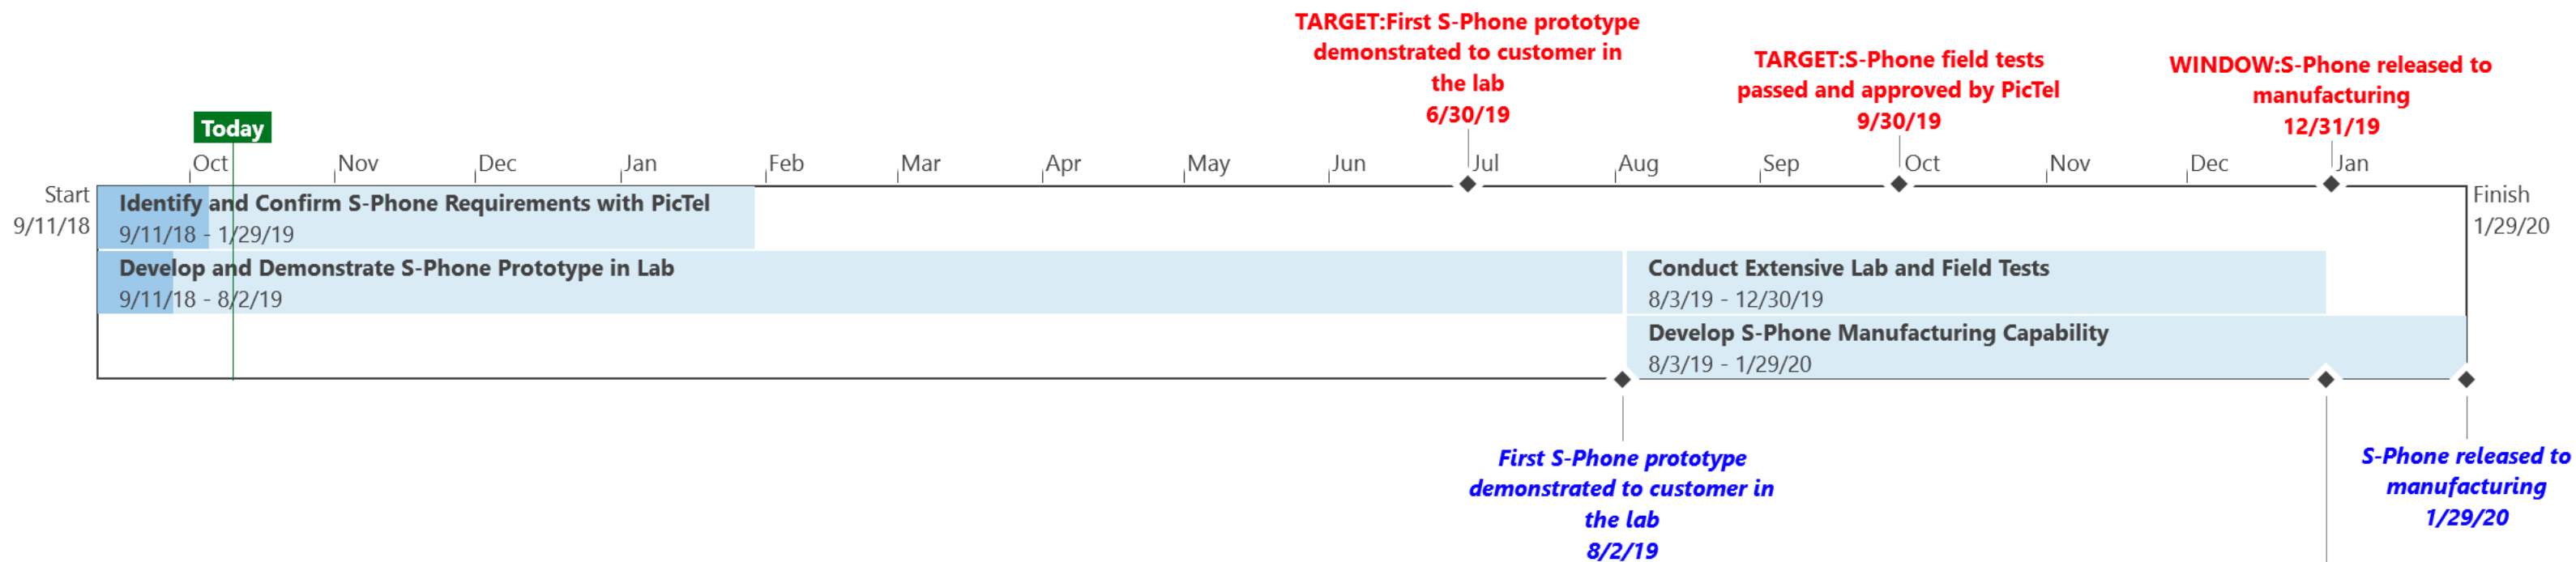 TARGET:First S-Phone prototype
demonstrated to customer in
the lab
6/30/19
TARGET:S-Phone field tests
passed and approved by PicTel
9/30/19
WINDOW:S-Phone released to
manufacturing
12/31/19
Today
Oct Nov Dec Jan Feb Mar Apr May Jun Jul Aug Sep Oct Nov Dec Jan
Start
9/11/18
Finish
1/29/20
Identify and Confirm S-Phone Requirements with PicTel
9/11/18 - 1/29/19
Develop and Demonstrate S-Phone Prototype in Lab
9/11/18 - 8/2/19
Conduct Extensive Lab and Field Tests
8/3/19 - 12/30/19
Develop S-Phone Manufacturing Capability
8/3/19 - 1/29/20
First S-Phone prototype
demonstrated to customer in
the lab
8/2/19
S-Phone released to
manufacturing
1/29/20